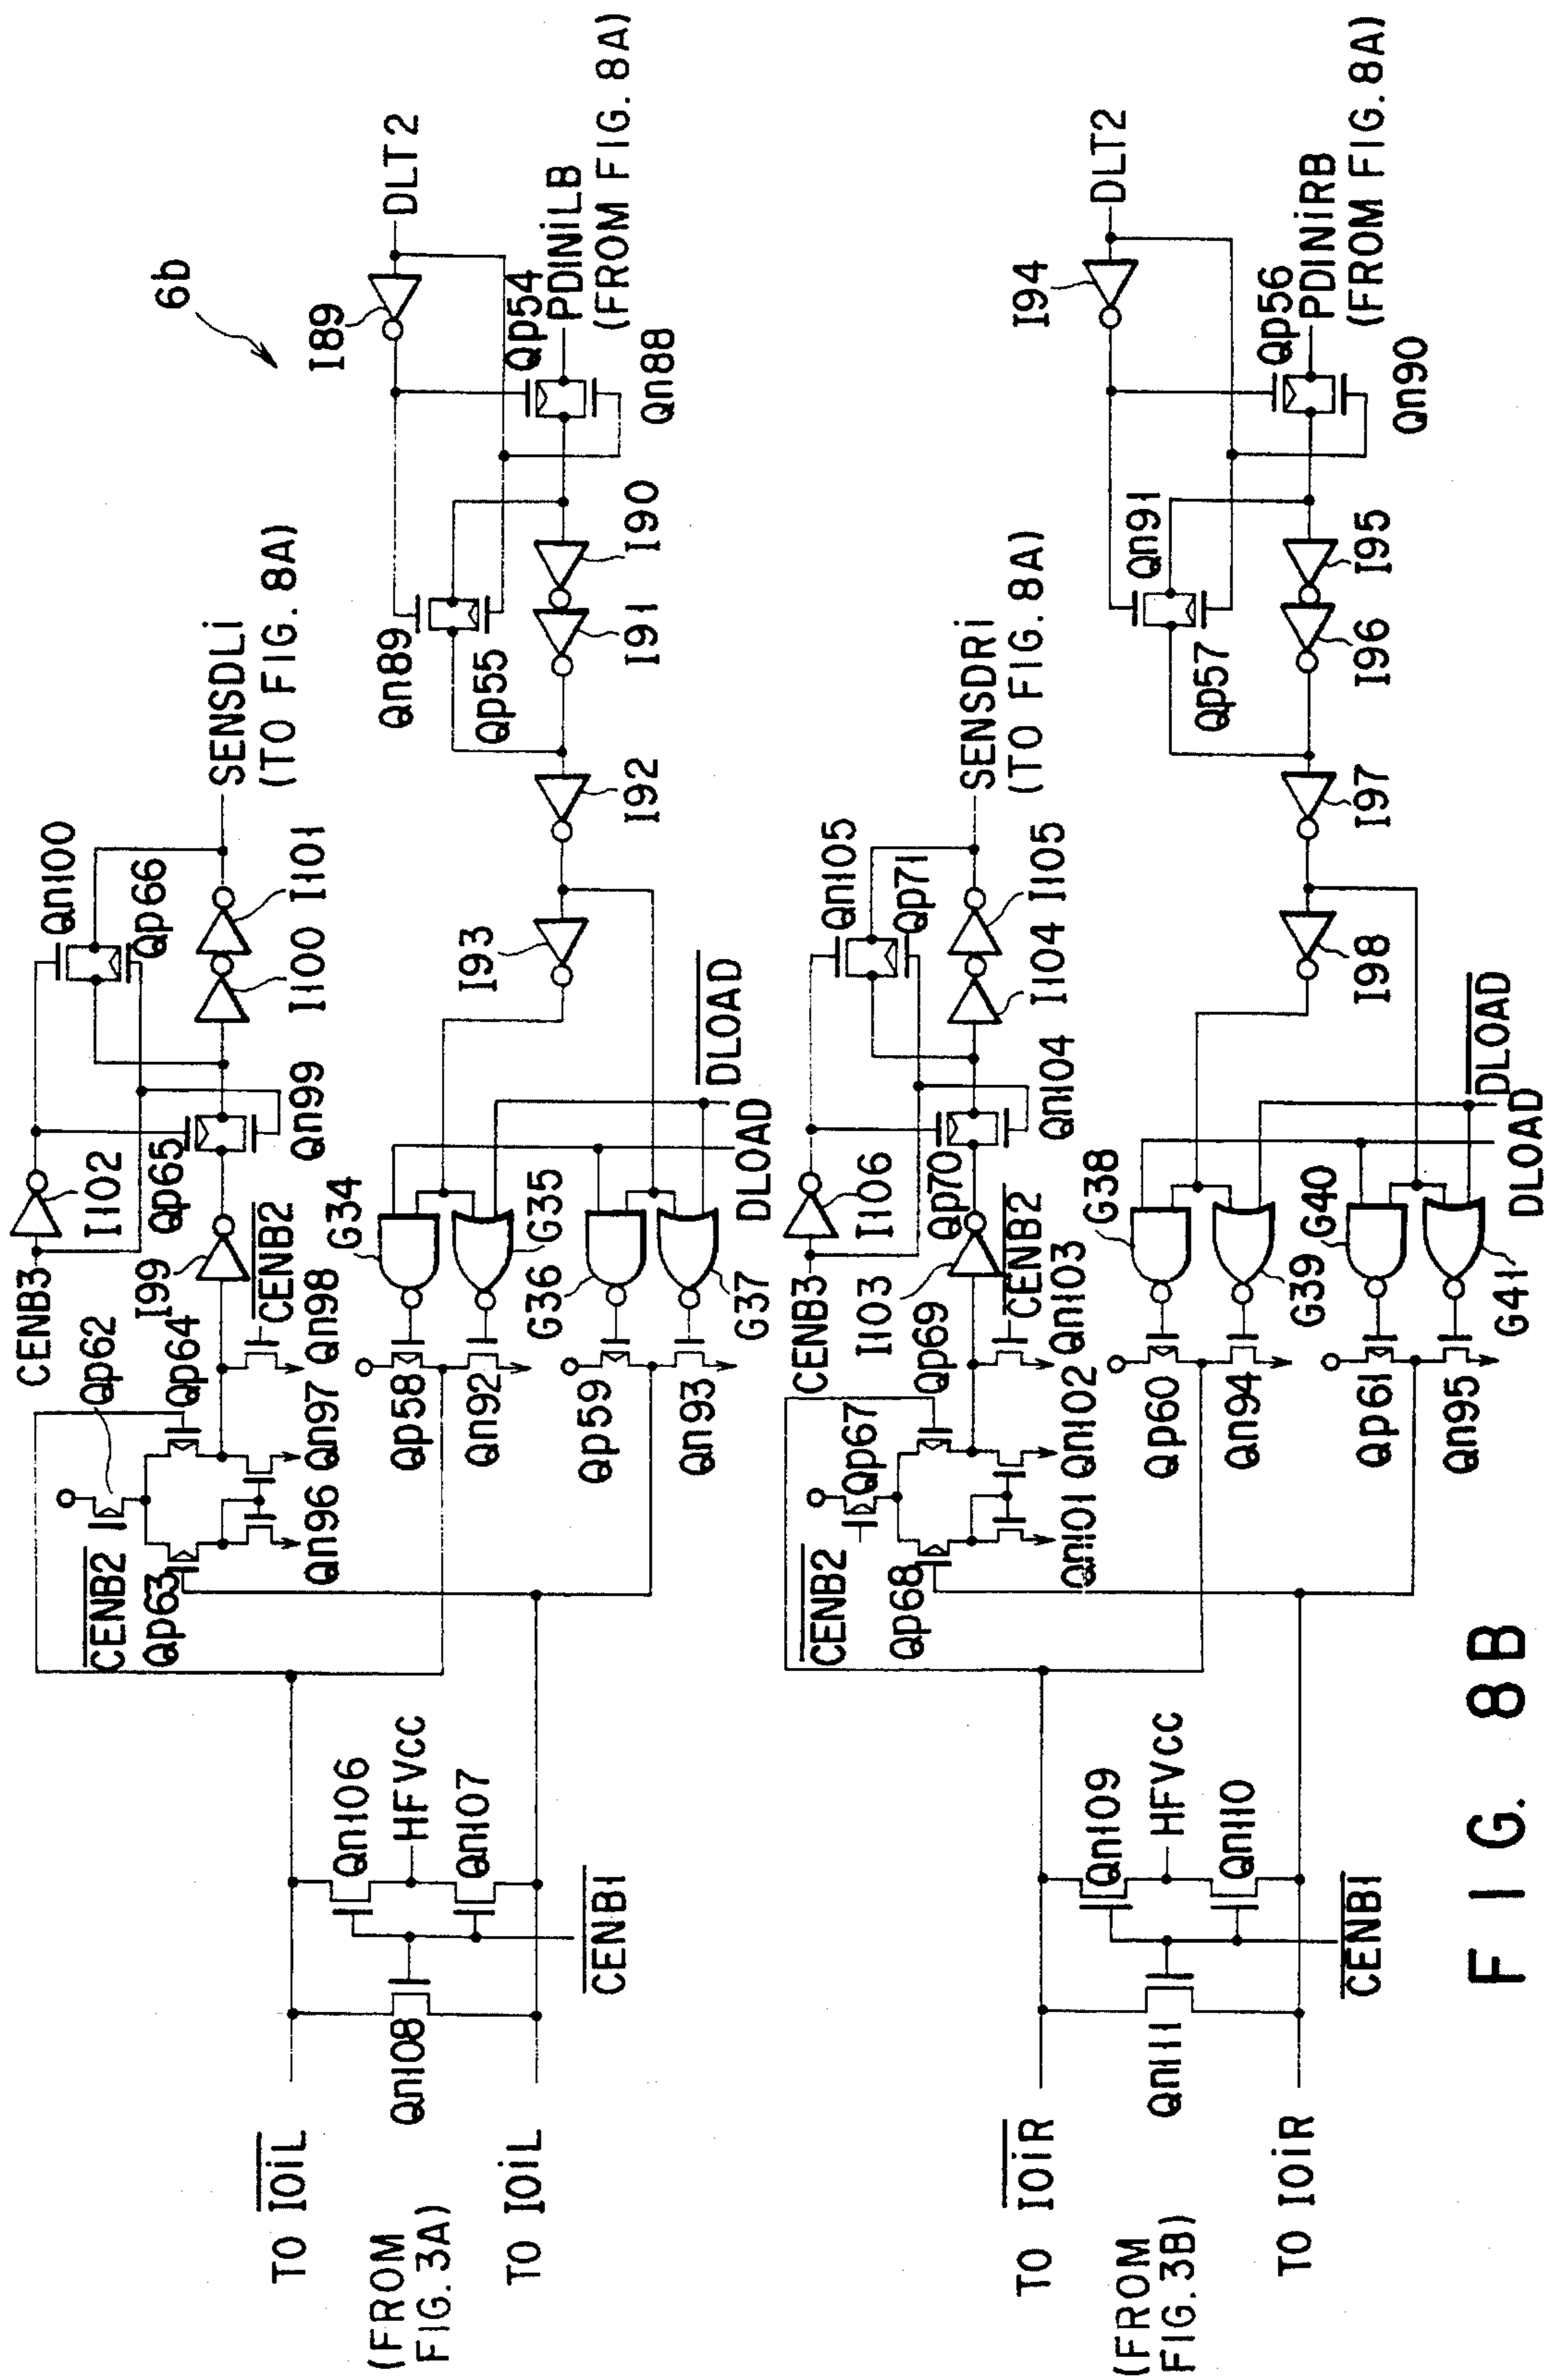 6b
CENB3
I102
Qn100
Qp66
SENSDLi
(TO FIG. 8A)
Qp62
I99
Qp65
Qn99
I100
I101
I89
DLT2
CENB2
Qp63
Qp64
Qn96
Qn97
Qn98
CENB2
Qn89
Qp55
Qp54
PDINiLB
(FROM FIG. 8A)
Qn88
G34
G35
Qp58
Qn92
I93
I92
I91
I90
G36
G37
Qp59
Qn93
DLOAD
DLOAD
TO IOiL
(FROM
FIG. 3A)
TO IOiL
Qn106
HFVcc
Qn107
Qn108
CENB1
CENB3
I106
Qn105
Qp71
SENSDRi
(TO FIG. 8A)
I103
Qp70
Qn104
I104
I105
I94
DLT2
CENB2
Qp67
Qp68
Qp69
Qn101
Qn102
Qn103
CENB2
Qn91
Qp57
Qp56
PDINiRB
(FROM FIG. 8A)
Qn90
G38
G39
Qp60
Qn94
I98
I97
I96
I95
G40
G41
Qp61
Qn95
DLOAD
DLOAD
TO IOiR
(FROM
FIG. 3B)
TO IOiR
Qn109
HFVcc
Qn110
Qn111
CENB1
FIG. 8B